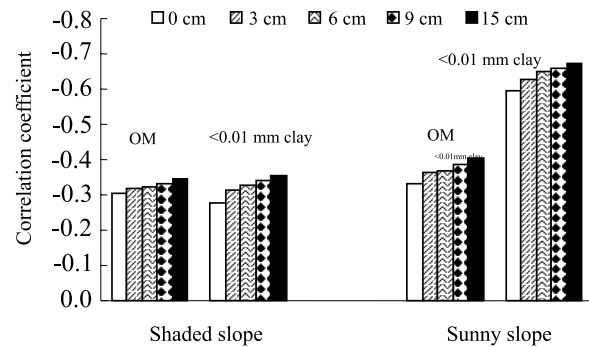 -0.8
-0.7
-0.6
-0.5
-0.4
-0.3
-0.2
-0.1
0.0
Correlation coefficient
0 cm 3 cm 6 cm 9 cm 15 cm
OM
<0.01 mm clay
OM
<0.01mm clay
<0.01 mm clay
Shaded slope
Sunny slope